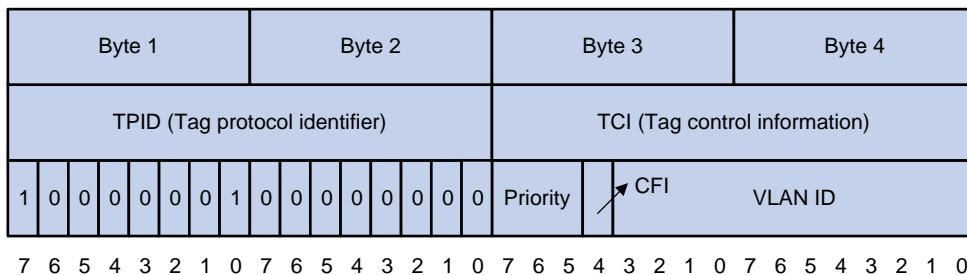 Byte 1 Byte 2 Byte 3 Byte 4
TPID (Tag protocol identifier) TCI (Tag control information)
1 0 0 0 0 0 0 1 0 0 0 0 0 0 0 0 Priority CFI VLAN ID
7 6 5 4 3 2 1 0 7 6 5 4 3 2 1 0 7 6 5 4 3 2 1 0 7 6 5 4 3 2 1 0